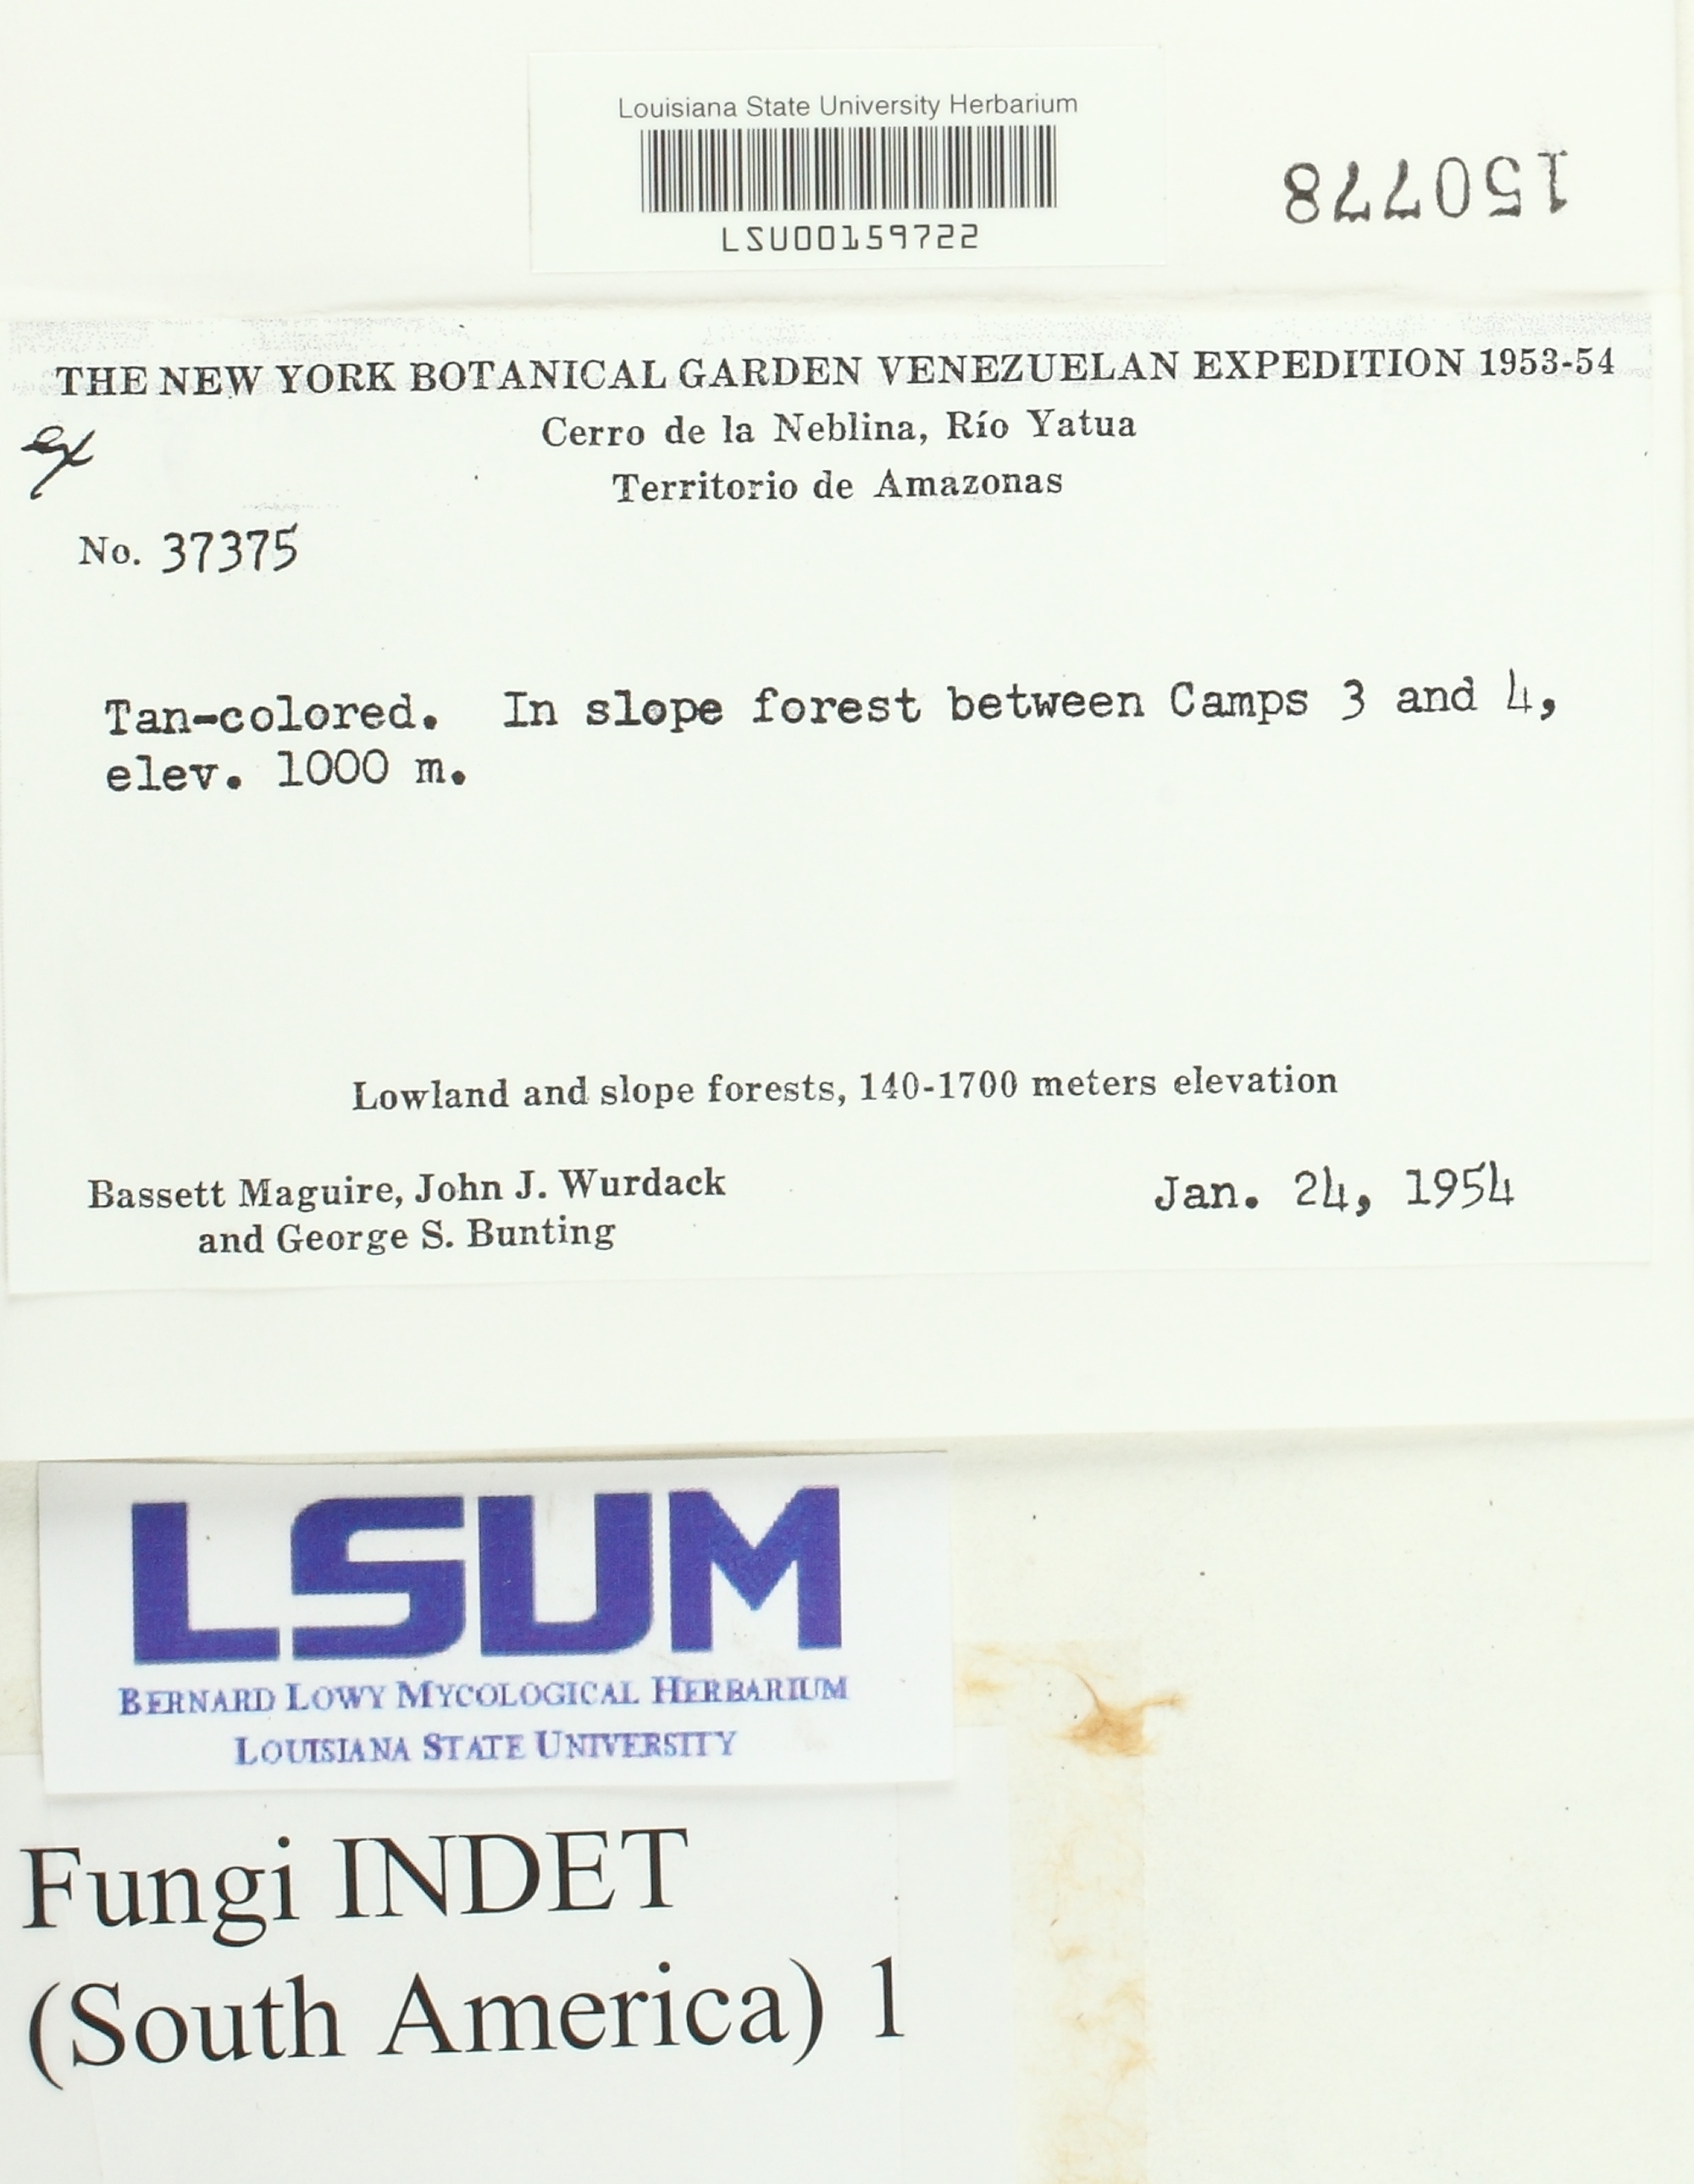 Louisiana State University Herbarium
LSU00159722
150778
THE NEW YORK BOTANICAL GARDEN VENEZUELAN EXPEDITION 1953-54
Cerro de la Neblina, Río Yatua
ex
Territorio de Amazonas
No. 37375
Tan-colored. In slope forest between Camps 3 and 4,
elev. 1000 m.
Lowland and slope forests, 140-1700 meters elevation
Bassett Maguire, John J. Wurdack
and George S. Bunting
Jan. 24, 1954
LSUM
BERNARD LOWY MYCOLOGICAL HERBARIUM
LOUISIANA STATE UNIVERSITY
Fungi INDET
(South America) 1